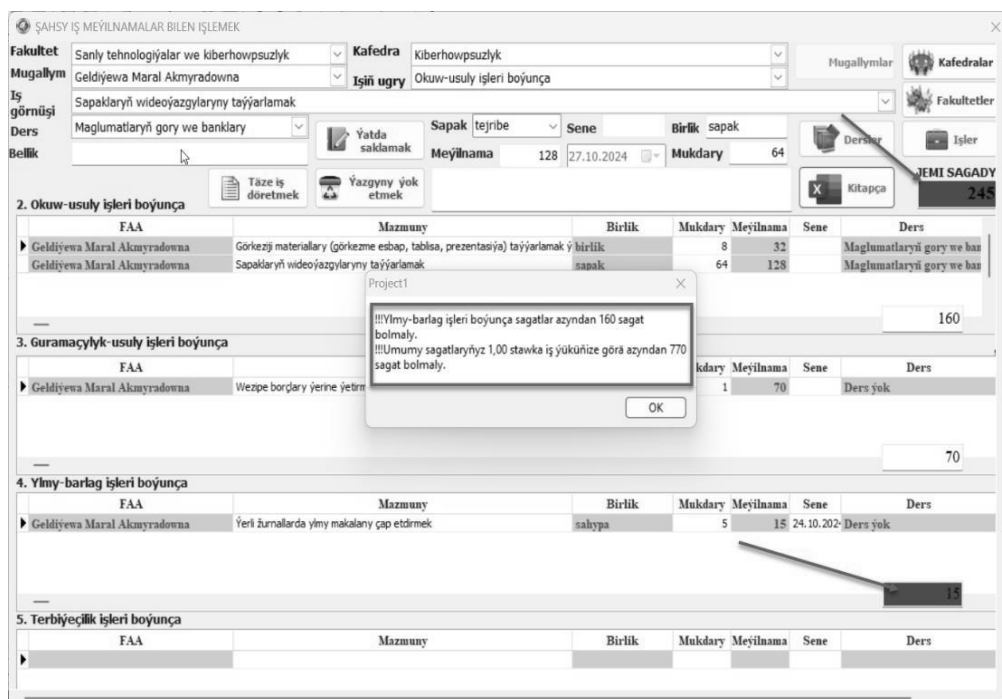 ŞAHSY IŞ MEÝILNAMALAR BILEN IŞLEMEK
Fakultet Sanly tehnologiýalar we kiberhowpsuzlyk Kafedra Kiberhowpsuzlyk Mugallymlar Kafedralar
Mugallym Geldiýewa Maral Akmyradowna Işiň ugry Okuw-usuly işleri boýunça
Iş görnüşi Sapaklaryň wideoýazgylaryny taýýarlamak Fakultetler
Ders Maglumatlaryň gory we banklary Ýatda saklamak Sapak tejribe Sene Birlik sapak Dersler Işler
Bellik Meýilnama 128 27.10.2024 Mukdary 64
JEMI SAGADY
Täze iş döretmek Ýazgyny ýok etmek Kitapça 245
2. Okuw-usuly işleri boýunça
FAA Mazmuny Birlik Mukdary Meýilnama Sene Ders
Geldiýewa Maral Akmyradowna Görkeziji materiallary (görkezme esbap, tablisa, prezentasiýa) taýýarlamak ý birlik 8 32 Maglumatlaryň gory we ban
Geldiýewa Maral Akmyradowna Sapaklaryň wideoýazgylaryny taýýarlamak sapak 64 128 Maglumatlaryň gory we ban
160
Project1
!!!Ylmy-barlag işleri boýunça sagatlar azyndan 160 sagat
bolmaly.
!!!Umumy sagatlaryňyz 1,00 stawka iş ýüküňize görä azyndan 770
sagat bolmaly.
OK
3. Guramaçylyk-usuly işleri boýunça
FAA kdary Meýilnama Sene Ders
Geldiýewa Maral Akmyradowna Wezipe borçlary ýerine ýetirm 1 70 Ders ýok
70
4. Ylmy-barlag işleri boýunça
FAA Mazmuny Birlik Mukdary Meýilnama Sene Ders
Geldiýewa Maral Akmyradowna Ýerli žurnallarda ylmy makalany çap etdirmek sahypa 5 15 24.10.202 Ders ýok
15
5. Terbiýeçilik işleri boýunça
FAA Mazmuny Birlik Mukdary Meýilnama Sene Ders